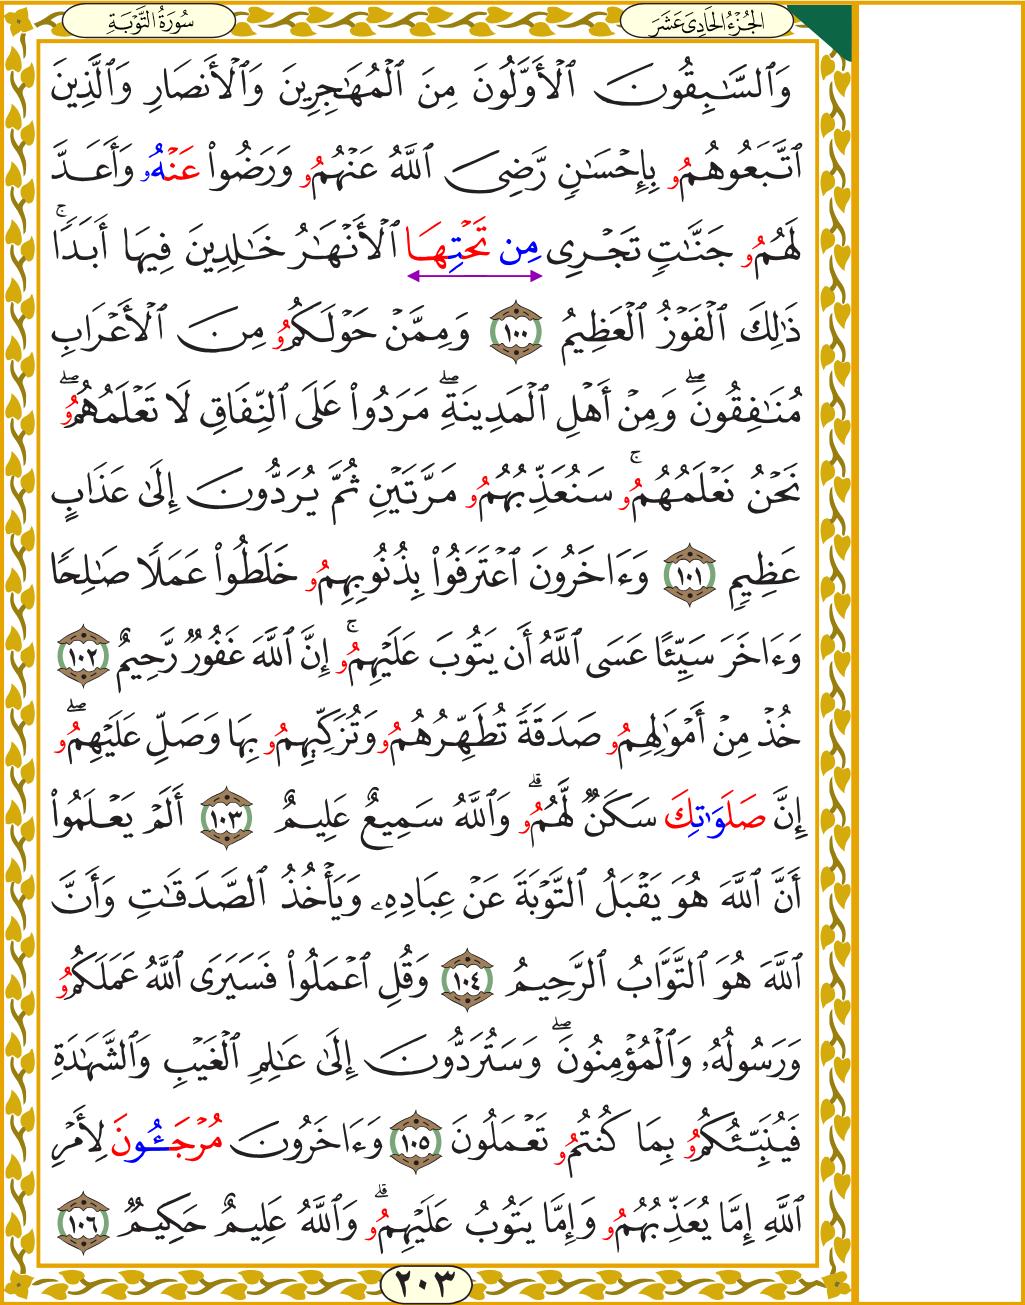 الجُزْءُ الحَادِىَ عَشَرَ
سُورَةُ التَّوۡبَةِ
وَٱلسَّٰبِقُونَ ٱلۡأَوَّلُونَ مِنَ ٱلۡمُهَٰجِرِينَ وَٱلۡأَنصَارِ وَٱلَّذِينَ
ٱتَّبَعُوهُمُۥ بِإِحۡسَٰنٖ رَّضِىَ ٱللَّهُ عَنۡهُمُۥ وَرَضُواْ عَنۡهُۥ وَأَعَدَّ
لَهُمُۥ جَنَّٰتٖ تَجۡرِى مِن تَحۡتِهَا ٱلۡأَنۡهَٰرُ خَٰلِدِينَ فِيهَا أَبَدٗاۚ
ذَٰلِكَ ٱلۡفَوۡزُ ٱلۡعَظِيمُ ١٠٠ وَمِمَّنۡ حَوۡلَكُمُۥ مِنَ ٱلۡأَعۡرَابِ
مُنَٰفِقُونَۖ وَمِنۡ أَهۡلِ ٱلۡمَدِينَةِۖ مَرَدُواْ عَلَى ٱلنِّفَاقِ لَا تَعۡلَمُهُمُۥۖ
نَحۡنُ نَعۡلَمُهُمُۥۚ سَنُعَذِّبُهُمُۥ مَرَّتَيۡنِ ثُمَّ يُرَدُّونَ إِلَىٰ عَذَابٍ
عَظِيمٖ ١٠١ وَءَاخَرُونَ ٱعۡتَرَفُواْ بِذُنُوبِهِمُۥ خَلَطُواْ عَمَلٗا صَٰلِحٗا
وَءَاخَرَ سَيِّئًا عَسَى ٱللَّهُ أَن يَتُوبَ عَلَيۡهِمُۥۚ إِنَّ ٱللَّهَ غَفُورٞ رَّحِيمٌ ١٠٢
خُذۡ مِنۡ أَمۡوَٰلِهِمُۥ صَدَقَةٗ تُطَهِّرُهُمُۥ وَتُزَكِّيهِمُۥ بِهَا وَصَلِّ عَلَيۡهِمُۥۖ
إِنَّ صَلَوَٰتِكَ سَكَنٞ لَّهُمُۥۗ وَٱللَّهُ سَمِيعٌ عَلِيمٌ ١٠٣ أَلَمۡ يَعۡلَمُواْ
أَنَّ ٱللَّهَ هُوَ يَقۡبَلُ ٱلتَّوۡبَةَ عَنۡ عِبَادِهِۦ وَيَأۡخُذُ ٱلصَّدَقَٰتِ وَأَنَّ
ٱللَّهَ هُوَ ٱلتَّوَّابُ ٱلرَّحِيمُ ١٠٤ وَقُلِ ٱعۡمَلُواْ فَسَيَرَى ٱللَّهُ عَمَلَكُمُۥ
وَرَسُولُهُۥ وَٱلۡمُؤۡمِنُونَۖ وَسَتُرَدُّونَ إِلَىٰ عَٰلِمِ ٱلۡغَيۡبِ وَٱلشَّهَٰدَةِ
فَيُنَبِّئُكُمُۥ بِمَا كُنتُمُۥ تَعۡمَلُونَ ١٠٥ وَءَاخَرُونَ مُرۡجَـُٔونَ لِأَمۡرِ
ٱللَّهِ إِمَّا يُعَذِّبُهُمُۥ وَإِمَّا يَتُوبُ عَلَيۡهِمُۥۗ وَٱللَّهُ عَلِيمٌ حَكِيمٞ ١٠٦
٢٠٣